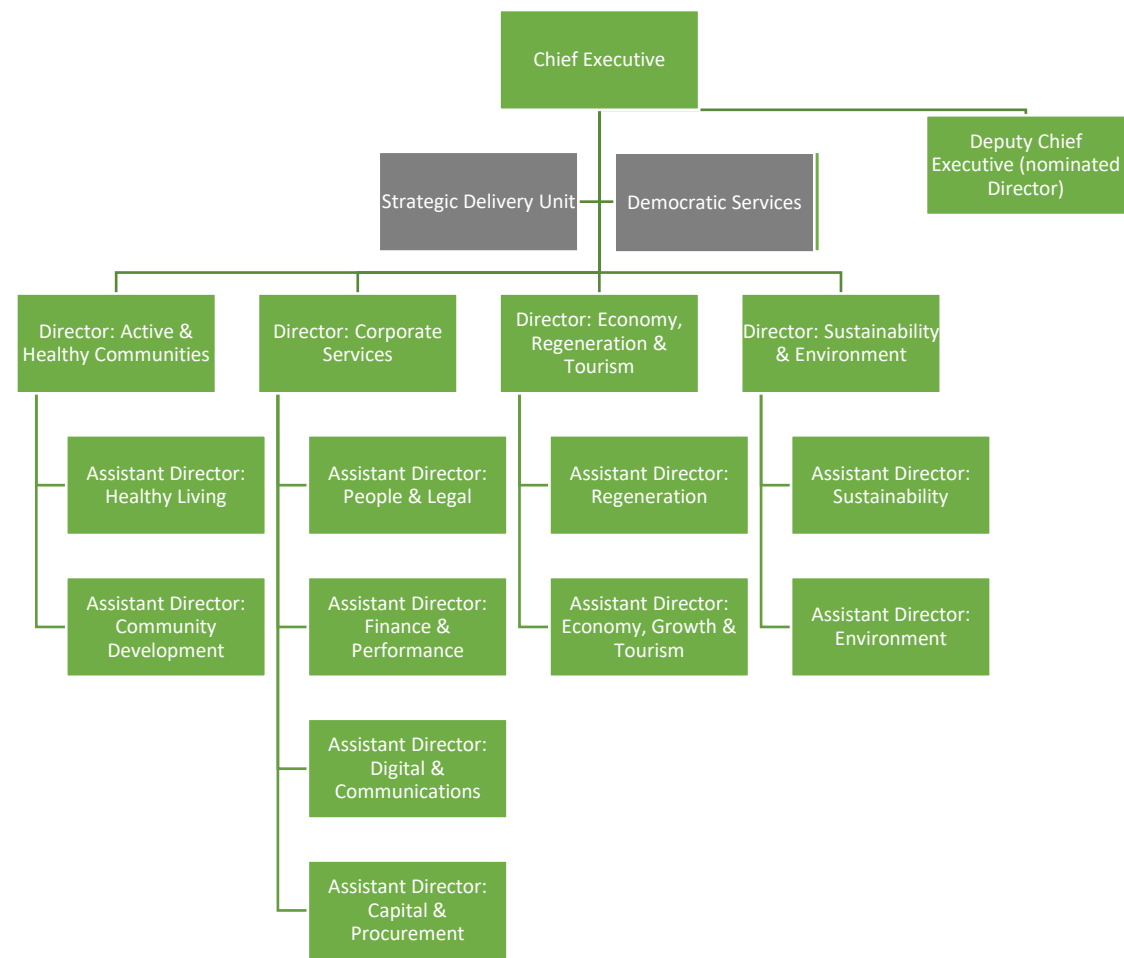 Chief Executive
Deputy Chief
Executive (nominated
Director)
Strategic Delivery Unit
Democratic Services
Director: Active &
Healthy Communities
Director: Corporate
Services
Director: Economy,
Regeneration &
Tourism
Director: Sustainability
& Environment
Assistant Director:
Healthy Living
Assistant Director:
People & Legal
Assistant Director:
Regeneration
Assistant Director:
Sustainability
Assistant Director:
Community
Development
Assistant Director:
Finance &
Performance
Assistant Director:
Economy, Growth &
Tourism
Assistant Director:
Environment
Assistant Director:
Digital &
Communications
Assistant Director:
Capital &
Procurement